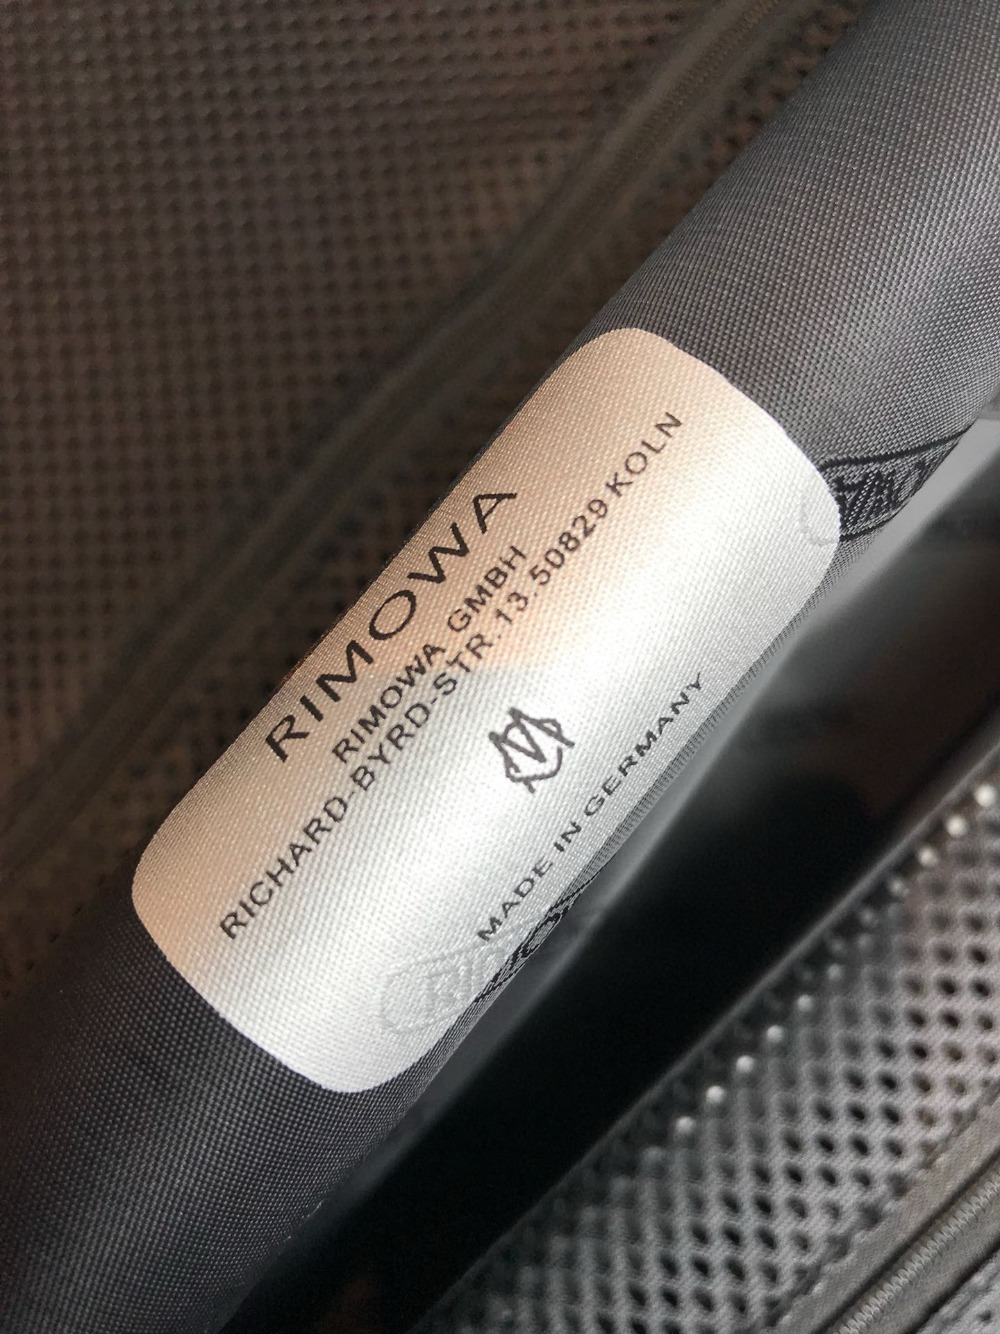 RIMOWA
RIMOWA GMBH
RICHARD-BYRD-STR.13.50829 KOLN
MADE IN GERMANY